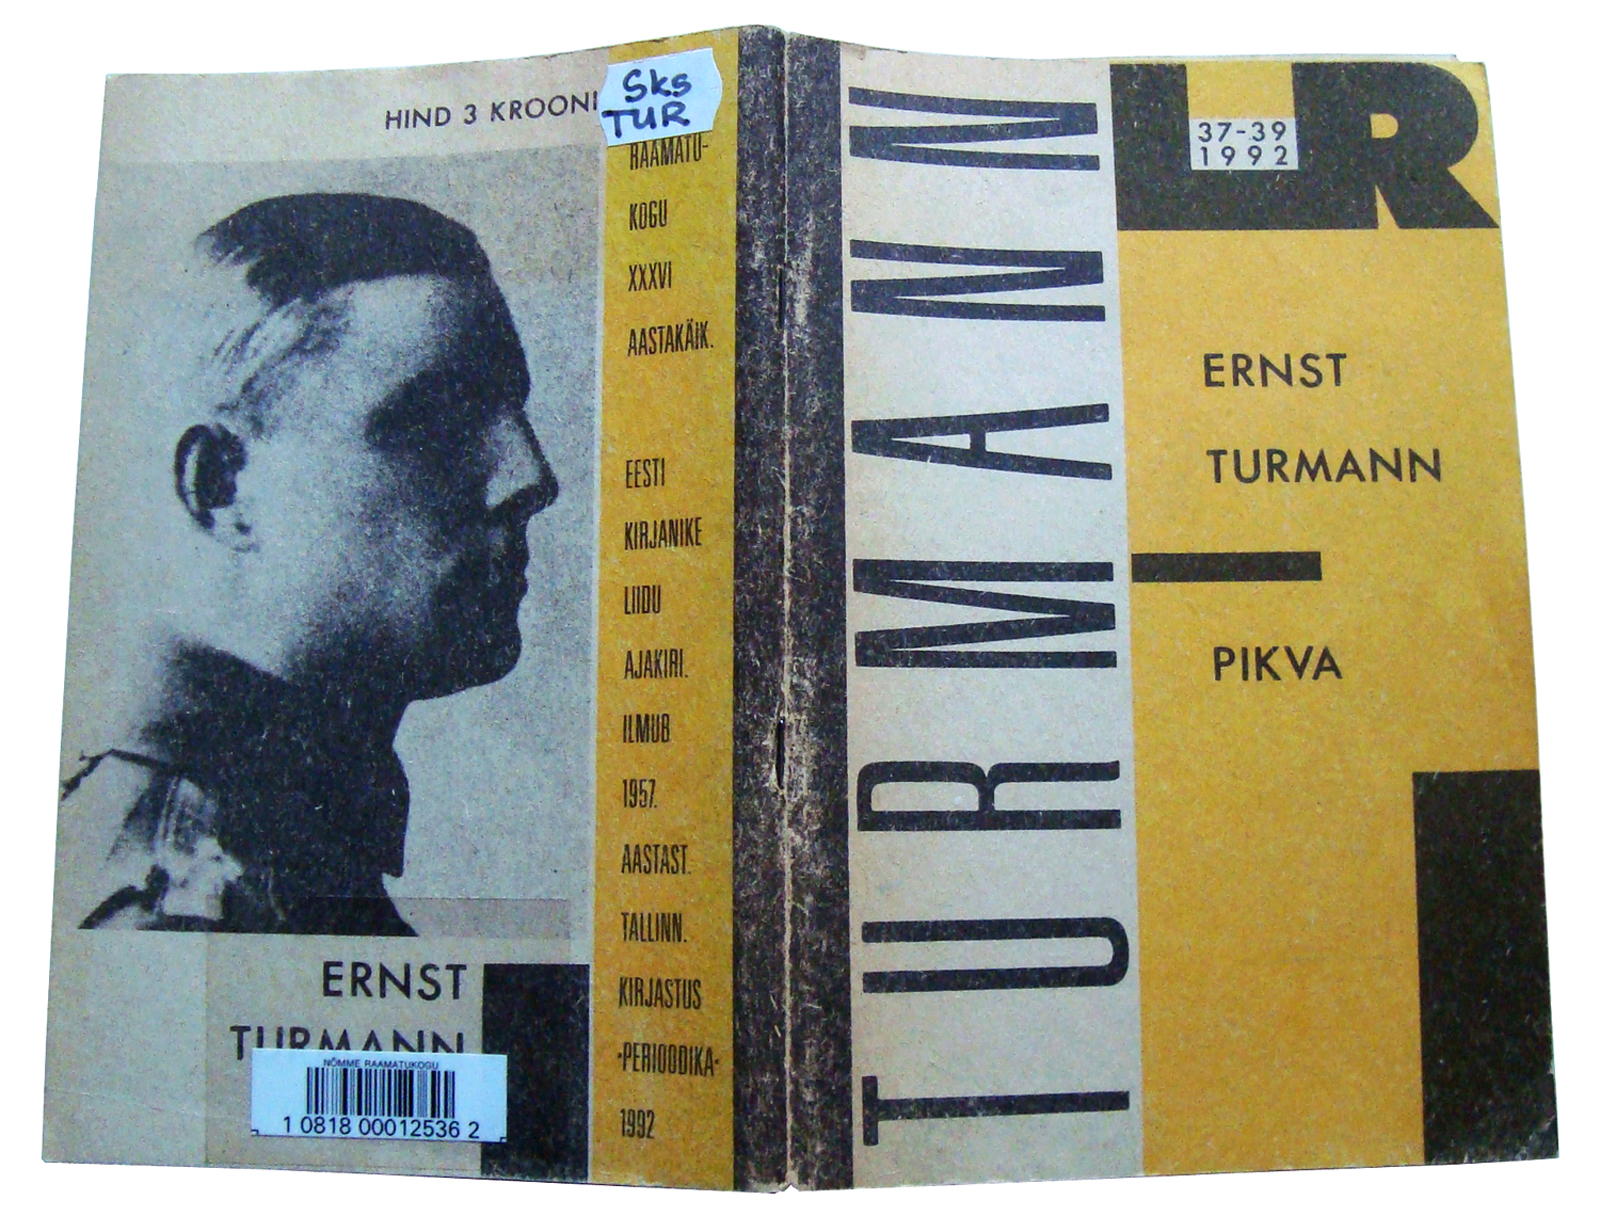 HIND 3 KROONI
Sks
TUR
RAAMATU-
KOGU
XXXVI
AASTAKÄIK.
EESTI
KIRJANIKE
LIIDU
AJAKIRI.
ILMUB
1957.
AASTAST.
TALLINN.
KIRJASTUS
«PERIOODIKA»
1992
ERNST
TURMANN
NÕMME RAAMATUKOGU
1 0818 00012536 2
TURMANN
LR
37-39
1992
ERNST
TURMANN
PIKVA